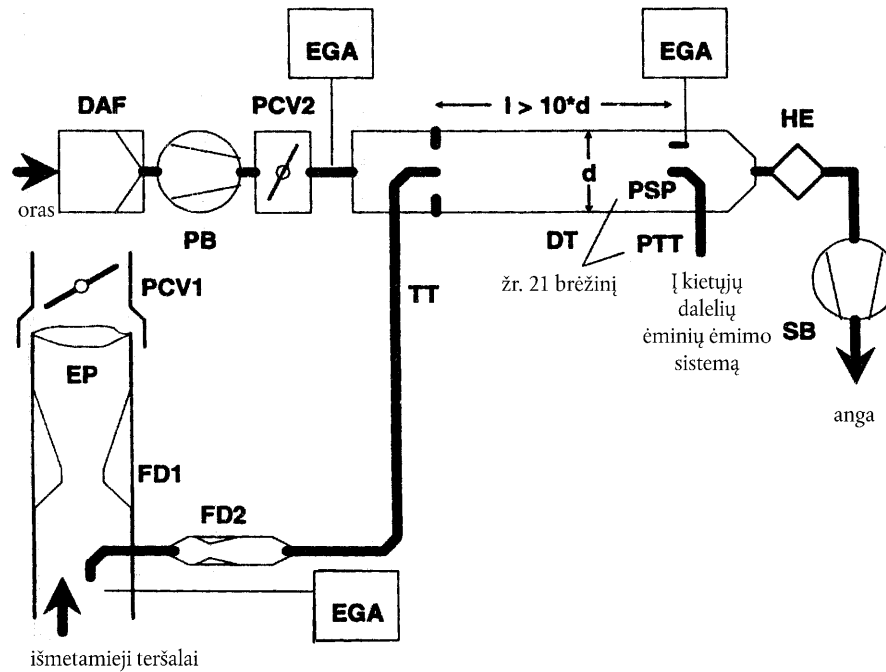 EGA
EGA
DAF
PCV2
l > 10*d
HE
oras
d
PSP
PB
DT
PTT
PCV1
TT
žr. 21 brėžinį
Į kietųjų
dalelių
ėminių ėmimo
sistemą
SB
EP
anga
FD1
FD2
EGA
išmetamieji teršalai